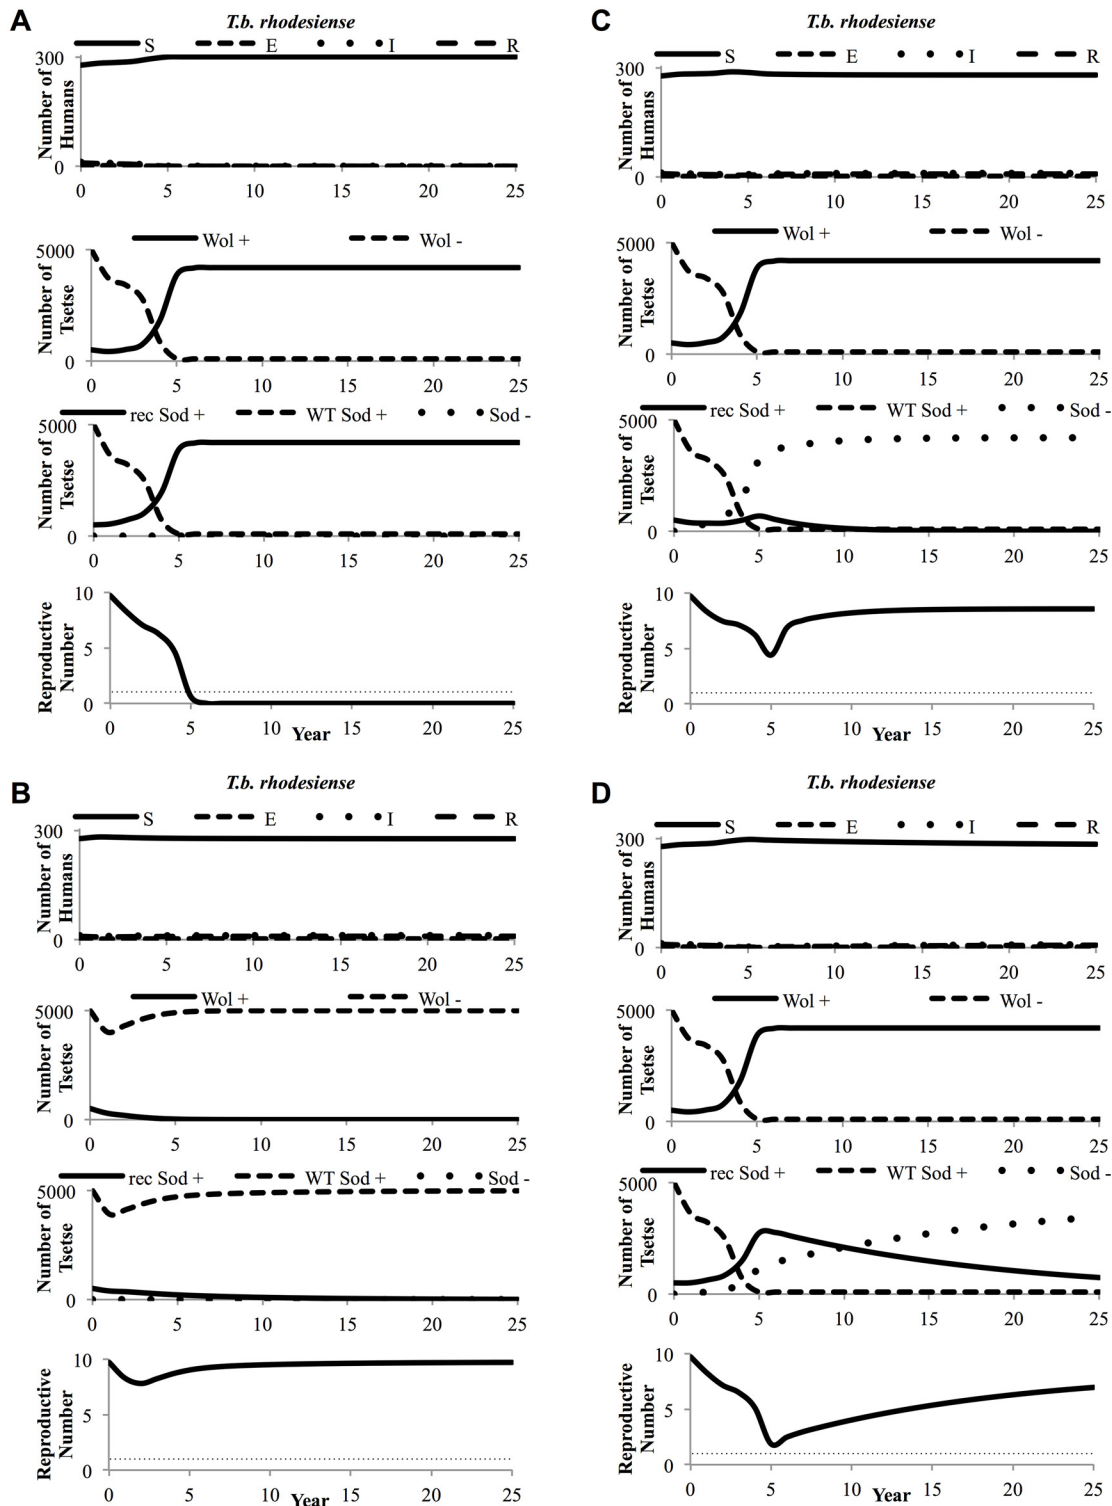 A
T.b. rhodesiense
S E I R
Number of
Humans
300
0
0 5 10 15 20 25
Wol + Wol -
Number of
Tsetse
5000
0
0 5 10 15 20 25
rec Sod + WT Sod + Sod -
Number of
Tsetse
5000
0
0 5 10 15 20 25
Reproductive
Number
10
5
0
0 5 10 15 20 25
Year
B
T.b. rhodesiense
S E I R
Number of
Humans
300
0
0 5 10 15 20 25
Wol + Wol -
Number of
Tsetse
5000
0
0 5 10 15 20 25
rec Sod + WT Sod + Sod -
Number of
Tsetse
5000
0
0 5 10 15 20 25
Reproductive
Number
10
5
0
0 5 10 15 20 25
Year
C
T.b. rhodesiense
S E I R
Number of
Humans
300
0
0 5 10 15 20 25
Wol + Wol -
Number of
Tsetse
5000
0
0 5 10 15 20 25
rec Sod + WT Sod + Sod -
Number of
Tsetse
5000
0
0 5 10 15 20 25
Reproductive
Number
10
5
0
0 5 10 15 20 25
Year
D
T.b. rhodesiense
S E I R
Number of
Humans
300
0
0 5 10 15 20 25
Wol + Wol -
Number of
Tsetse
5000
0
0 5 10 15 20 25
rec Sod + WT Sod + Sod -
Number of
Tsetse
5000
0
0 5 10 15 20 25
Reproductive
Number
10
5
0
0 5 10 15 20 25
Year